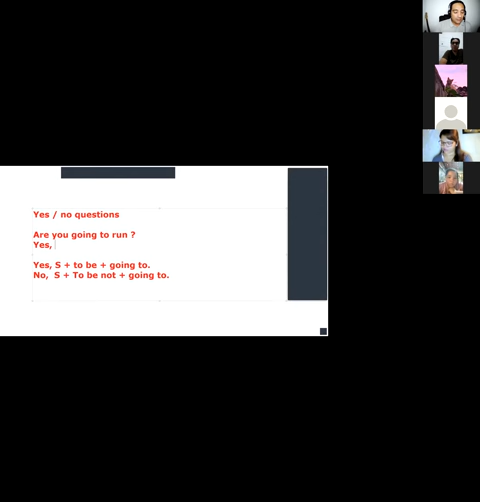 Yes / no questions
Are you going to run ?
Yes,
Yes, S + to be + going to.
No, S + To be not + going to.